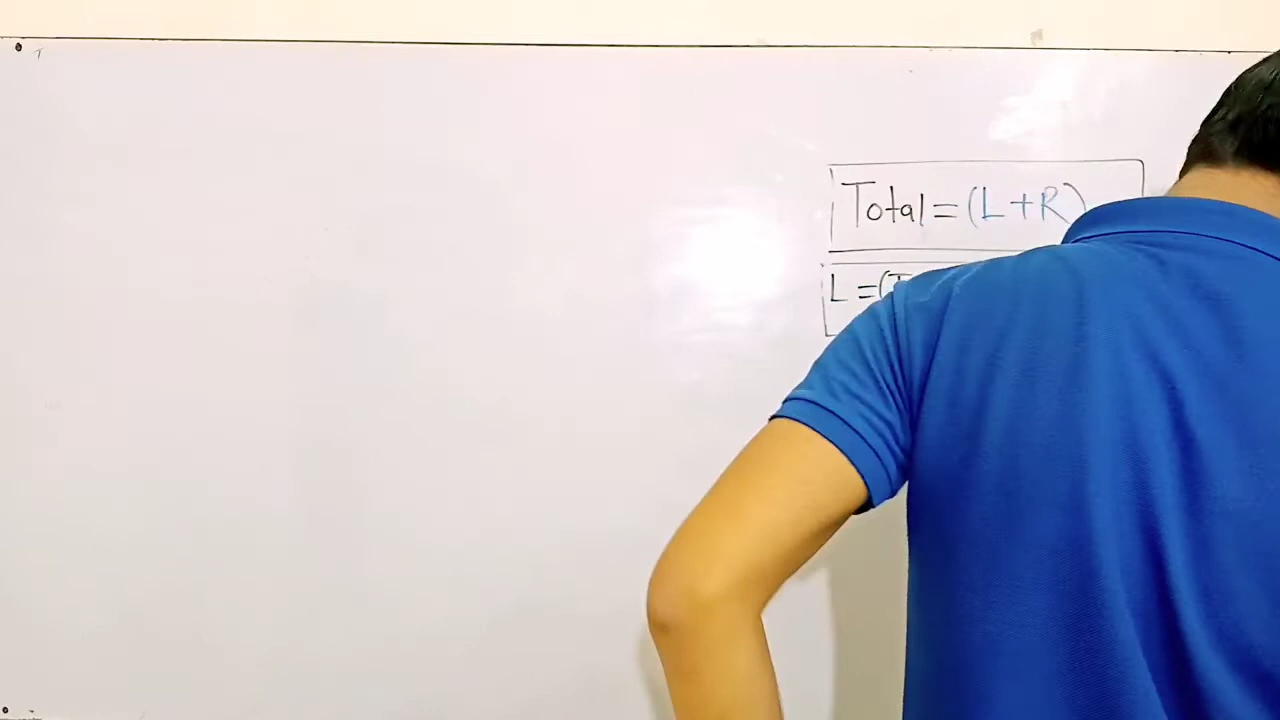 Total = (L + R)
L = (